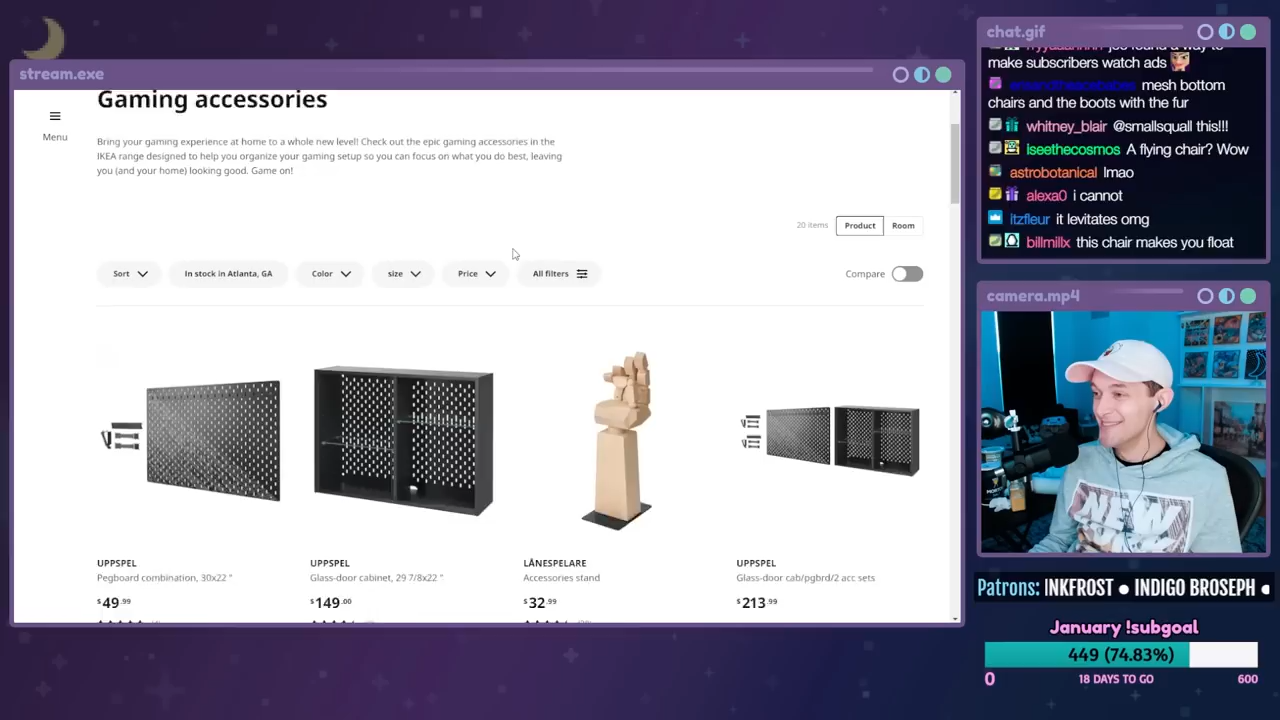 stream.exe
Menu
Gaming accessories
Bring your gaming experience at home to a whole new level! Check out the epic gaming accessories in the
IKEA range designed to help you organize your gaming setup so you can focus on what you do best, leaving
you (and your home) looking good. Game on!
20 items
Product
Room
Sort
In stock in Atlanta, GA
Color
size
Price
All filters
Compare
UPPSPEL
Pegboard combination, 30x22 "
$49.99
UPPSPEL
Glass-door cabinet, 29 7/8x22 "
$149.00
LÅNESPELARE
Accessories stand
$32.99
UPPSPEL
Glass-door cab/pgbrd/2 acc sets
$213.99
chat.gif
make subscribers watch ads
mesh bottom
chairs and the boots with the fur
whitney_blair @smallsquall this!!!
iseethecosmos A flying chair? Wow
astrobotanical lmao
alexa0 i cannot
itzfleur it levitates omg
billmillx this chair makes you float
camera.mp4
NEW
Patrons: INKFROST ● INDIGO BROSEPH ●
January !subgoal
449 (74.83%)
0 18 DAYS TO GO 600